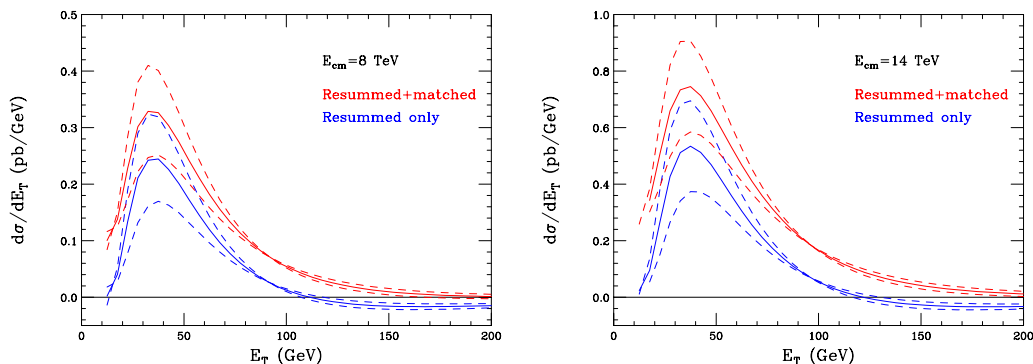 0.5
0.4
0.3
0.2
0.1
0.0
dσ/dE_T (pb/GeV)
E_cm=8 TeV
Resummed+matched
Resummed only
0 50 100 150 200
E_T (GeV)
1.0
0.8
0.6
0.4
0.2
0.0
dσ/dE_T (pb/GeV)
E_cm=14 TeV
Resummed+matched
Resummed only
0 50 100 150 200
E_T (GeV)